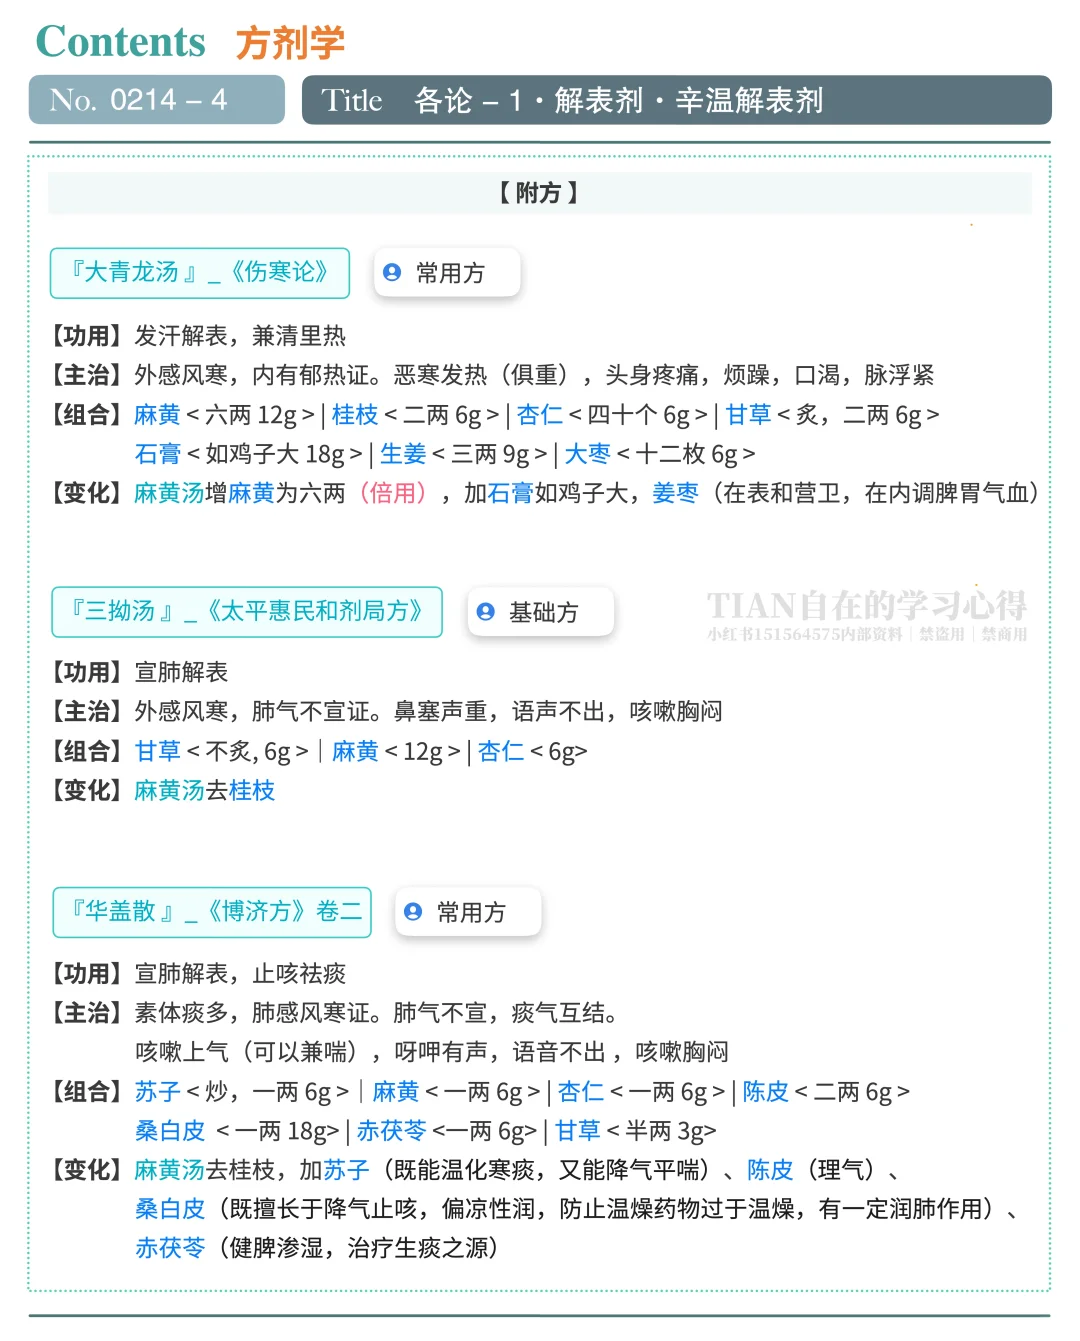 Contents 方剂学
No. 0214 – 4 Title 各论 – 1 · 解表剂 · 辛温解表剂
【 附方 】
『大青龙汤 』_《伤寒论》 常用方
【功用】发汗解表，兼清里热
【主治】外感风寒，内有郁热证。恶寒发热（俱重），头身疼痛，烦躁，口渴，脉浮紧
【组合】麻黄 < 六两 12g > | 桂枝 < 二两 6g > | 杏仁 < 四十个 6g > | 甘草 < 炙，二两 6g >
石膏 < 如鸡子大 18g > | 生姜 < 三两 9g > | 大枣 < 十二枚 6g >
【变化】麻黄汤增麻黄为六两（倍用），加石膏如鸡子大，姜枣（在表和营卫，在内调脾胃气血）
『三拗汤 』_《太平惠民和剂局方》 基础方
TIAN自在的学习心得
小红书151564575内部资料｜禁盗用｜禁商用
【功用】宣肺解表
【主治】外感风寒，肺气不宣证。鼻塞声重，语声不出，咳嗽胸闷
【组合】甘草 < 不炙, 6g >｜麻黄 < 12g > | 杏仁 < 6g>
【变化】麻黄汤去桂枝
『华盖散 』_《博济方》卷二 常用方
【功用】宣肺解表，止咳祛痰
【主治】素体痰多，肺感风寒证。肺气不宣，痰气互结。
咳嗽上气（可以兼喘），呀呷有声，语音不出 ，咳嗽胸闷
【组合】苏子 < 炒，一两 6g >｜麻黄 < 一两 6g > | 杏仁 < 一两 6g > | 陈皮 < 二两 6g >
桑白皮 < 一两 18g> | 赤茯苓 <一两 6g> | 甘草 < 半两 3g>
【变化】麻黄汤去桂枝，加苏子（既能温化寒痰，又能降气平喘）、陈皮（理气）、
桑白皮（既擅长于降气止咳，偏凉性润，防止温燥药物过于温燥，有一定润肺作用）、
赤茯苓（健脾渗湿，治疗生痰之源）